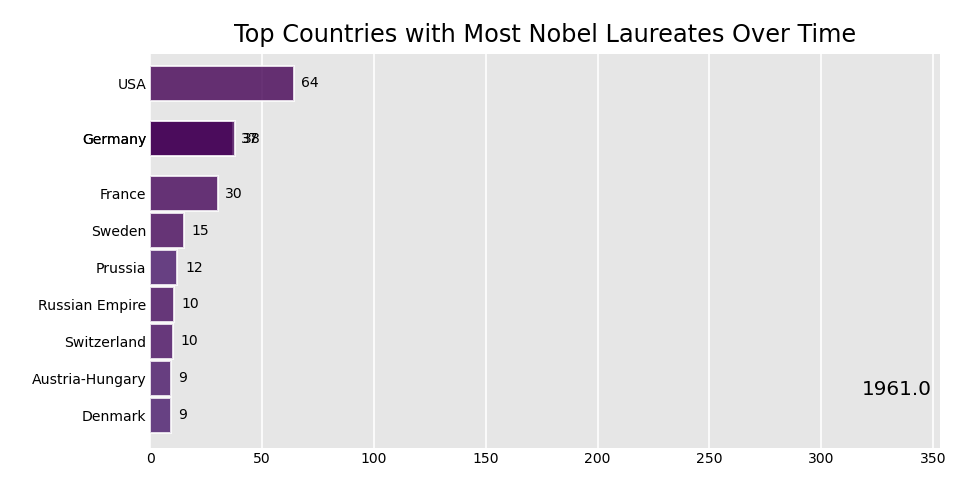 Top Countries with Most Nobel Laureates Over Time
USA 64
Germany
France 30
Sweden 15
Prussia 12
Russian Empire 10
Switzerland 10
Austria-Hungary 9
1961.0
Denmark 9
0 50 100 150 200 250 300 350